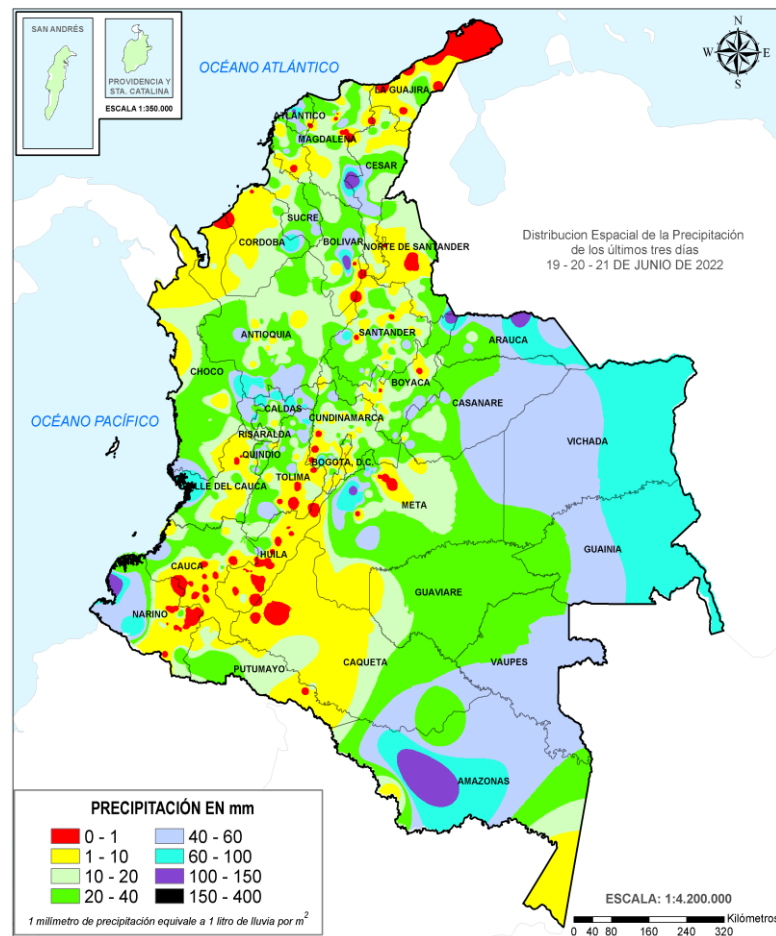 SAN ANDRÉS
PROVIDENCIA Y
STA. CATALINA
ESCALA 1:350.000
OCÉANO ATLÁNTICO
N
W
E
S
LA GUAJIRA
ATLÁNTICO
MAGDALENA
CESAR
SUCRE
CORDOBA
BOLIVAR
NORTE DE SANTANDER
Distribucion Espacial de la Precipitación
de los últimos tres días
19 - 20 - 21 DE JUNIO DE 2022
ANTIOQUIA
SANTANDER
ARAUCA
CHOCO
BOYACA
CASANARE
CALDAS
CUNDINAMARCA
OCÉANO PACÍFICO
RISARALDA
VICHADA
QUINDIO
BOGOTA, D.C.
TOLIMA
VALLE DEL CAUCA
META
GUAINIA
HUILA
CAUCA
GUAVIARE
NARINO
VAUPES
CAQUETA
PUTUMAYO
AMAZONAS
PRECIPITACIÓN EN mm
0 - 1
40 - 60
1 - 10
60 - 100
10 - 20
100 - 150
20 - 40
150 - 400
1 milímetro de precipitación equivale a 1 litro de lluvia por m²
ESCALA: 1:4.200.000
Kilómetros
0 40 80 160 240 320